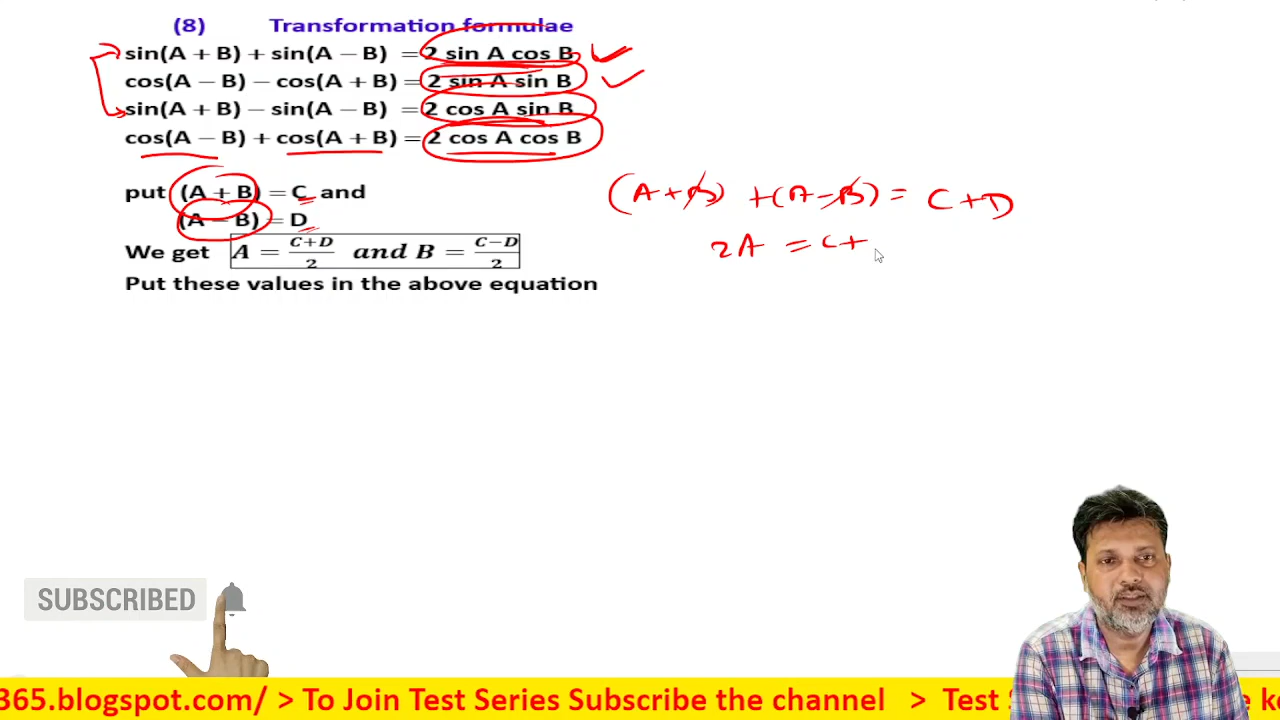 (8) Transformation formulae
sin(A + B) + sin(A − B) = 2 sin A cos B
cos(A − B) − cos(A + B) = 2 sin A sin B
sin(A + B) − sin(A − B) = 2 cos A sin B
cos(A − B) + cos(A + B) = 2 cos A cos B
put (A + B) = C and
(A − B) = D
We get A = C+D/2 and B = C−D/2
Put these values in the above equation
(A+B) + (A−B) = C+D
2A = C+
SUBSCRIBED
365.blogspot.com/ > To Join Test Series Subscribe the channel > Test